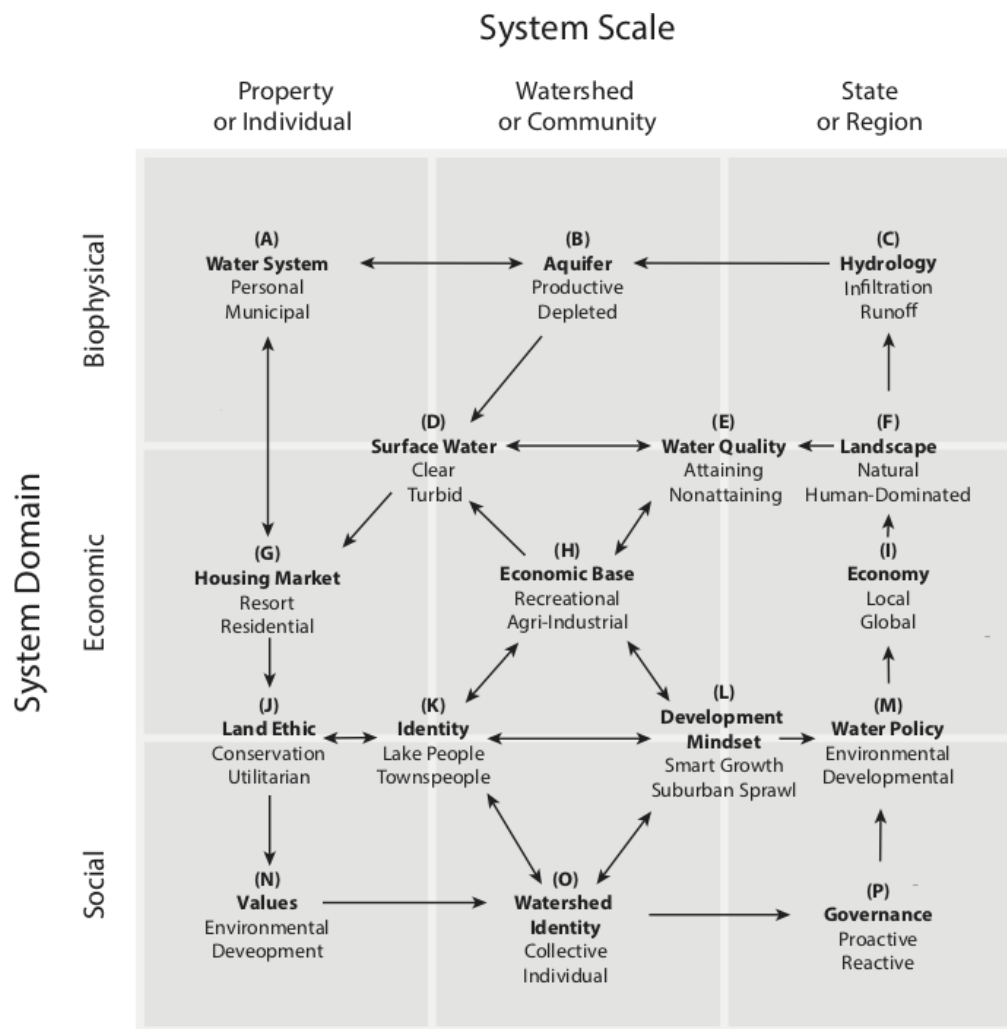 System Scale
Property
or Individual
Watershed
or Community
State
or Region
System Domain
Biophysical
Economic
Social
(A)
Water System
Personal
Municipal
(B)
Aquifer
Productive
Depleted
(C)
Hydrology
Infiltration
Runoff
(D)
Surface Water
Clear
Turbid
(E)
Water Quality
Attaining
Nonattaining
(F)
Landscape
Natural
Human-Dominated
(G)
Housing Market
Resort
Residential
(H)
Economic Base
Recreational
Agri-Industrial
(I)
Economy
Local
Global
(J)
Land Ethic
Conservation
Utilitarian
(K)
Identity
Lake People
Townspeople
(L)
Development
Mindset
Smart Growth
Suburban Sprawl
(M)
Water Policy
Environmental
Developmental
(N)
Values
Environmental
Deveopment
(O)
Watershed
Identity
Collective
Individual
(P)
Governance
Proactive
Reactive